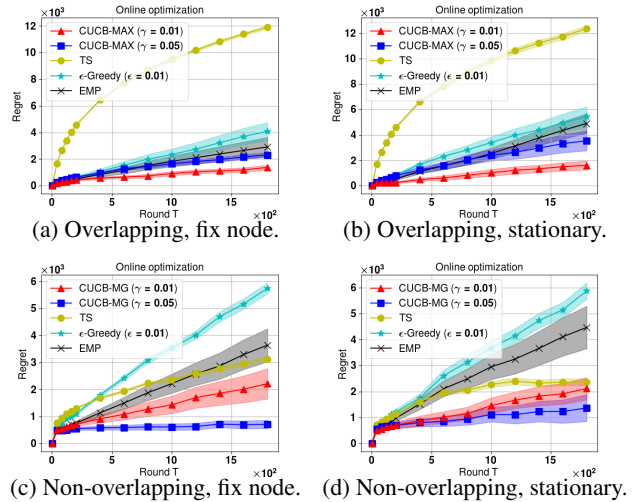 ×10³ Online optimization
12
10
8
6
4
2
0
Regret
CUCB-MAX (γ = 0.01)
CUCB-MAX (γ = 0.05)
TS
ϵ-Greedy (ϵ = 0.01)
EMP
0 5 10 15
Round T ×10²
(a) Overlapping, fix node.
×10³ Online optimization
12
10
8
6
4
2
0
Regret
CUCB-MAX (γ = 0.01)
CUCB-MAX (γ = 0.05)
TS
ϵ-Greedy (ϵ = 0.01)
EMP
0 5 10 15
Round T ×10²
(b) Overlapping, stationary.
×10³ Online optimization
6
5
4
3
2
1
0
Regret
CUCB-MG (γ = 0.01)
CUCB-MG (γ = 0.05)
TS
ϵ-Greedy (ϵ = 0.01)
EMP
0 5 10 15
Round T ×10²
(c) Non-overlapping, fix node.
×10³ Online optimization
6
5
4
3
2
1
0
Regret
CUCB-MG (γ = 0.01)
CUCB-MG (γ = 0.05)
TS
ϵ-Greedy (ϵ = 0.01)
EMP
0 5 10 15
Round T ×10²
(d) Non-overlapping, stationary.